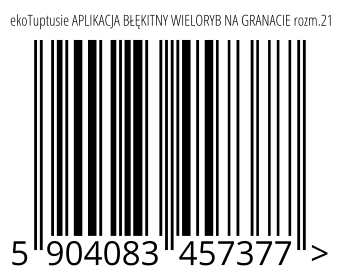 ekoTuptusie APLIKACJA BŁĘKITNY WIELORYB NA GRANACIE rozm.21
5 904083 457377 >